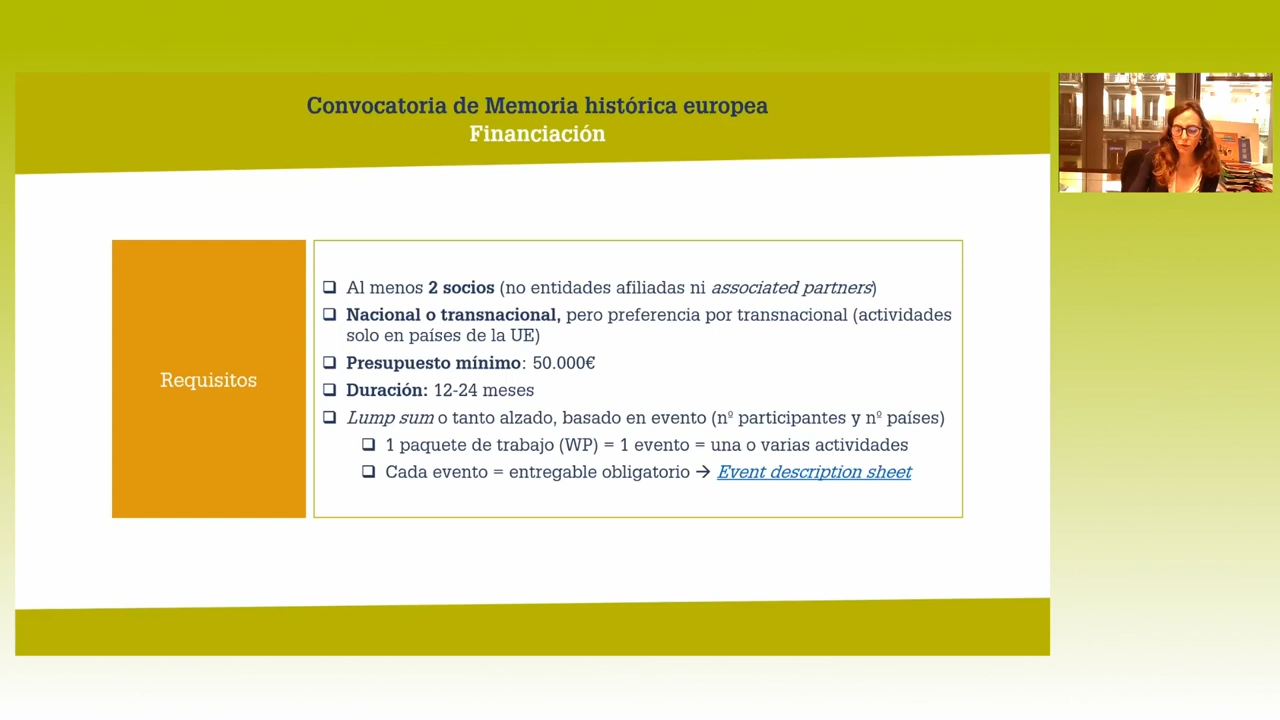 Convocatoria de Memoria histórica europea
Financiación
Requisitos
❑ Al menos 2 socios (no entidades afiliadas ni associated partners)
❑ Nacional o transnacional, pero preferencia por transnacional (actividades
solo en países de la UE)
❑ Presupuesto mínimo: 50.000€
❑ Duración: 12-24 meses
❑ Lump sum o tanto alzado, basado en evento (nº participantes y nº países)
❑ 1 paquete de trabajo (WP) = 1 evento = una o varias actividades
❑ Cada evento = entregable obligatorio → Event description sheet